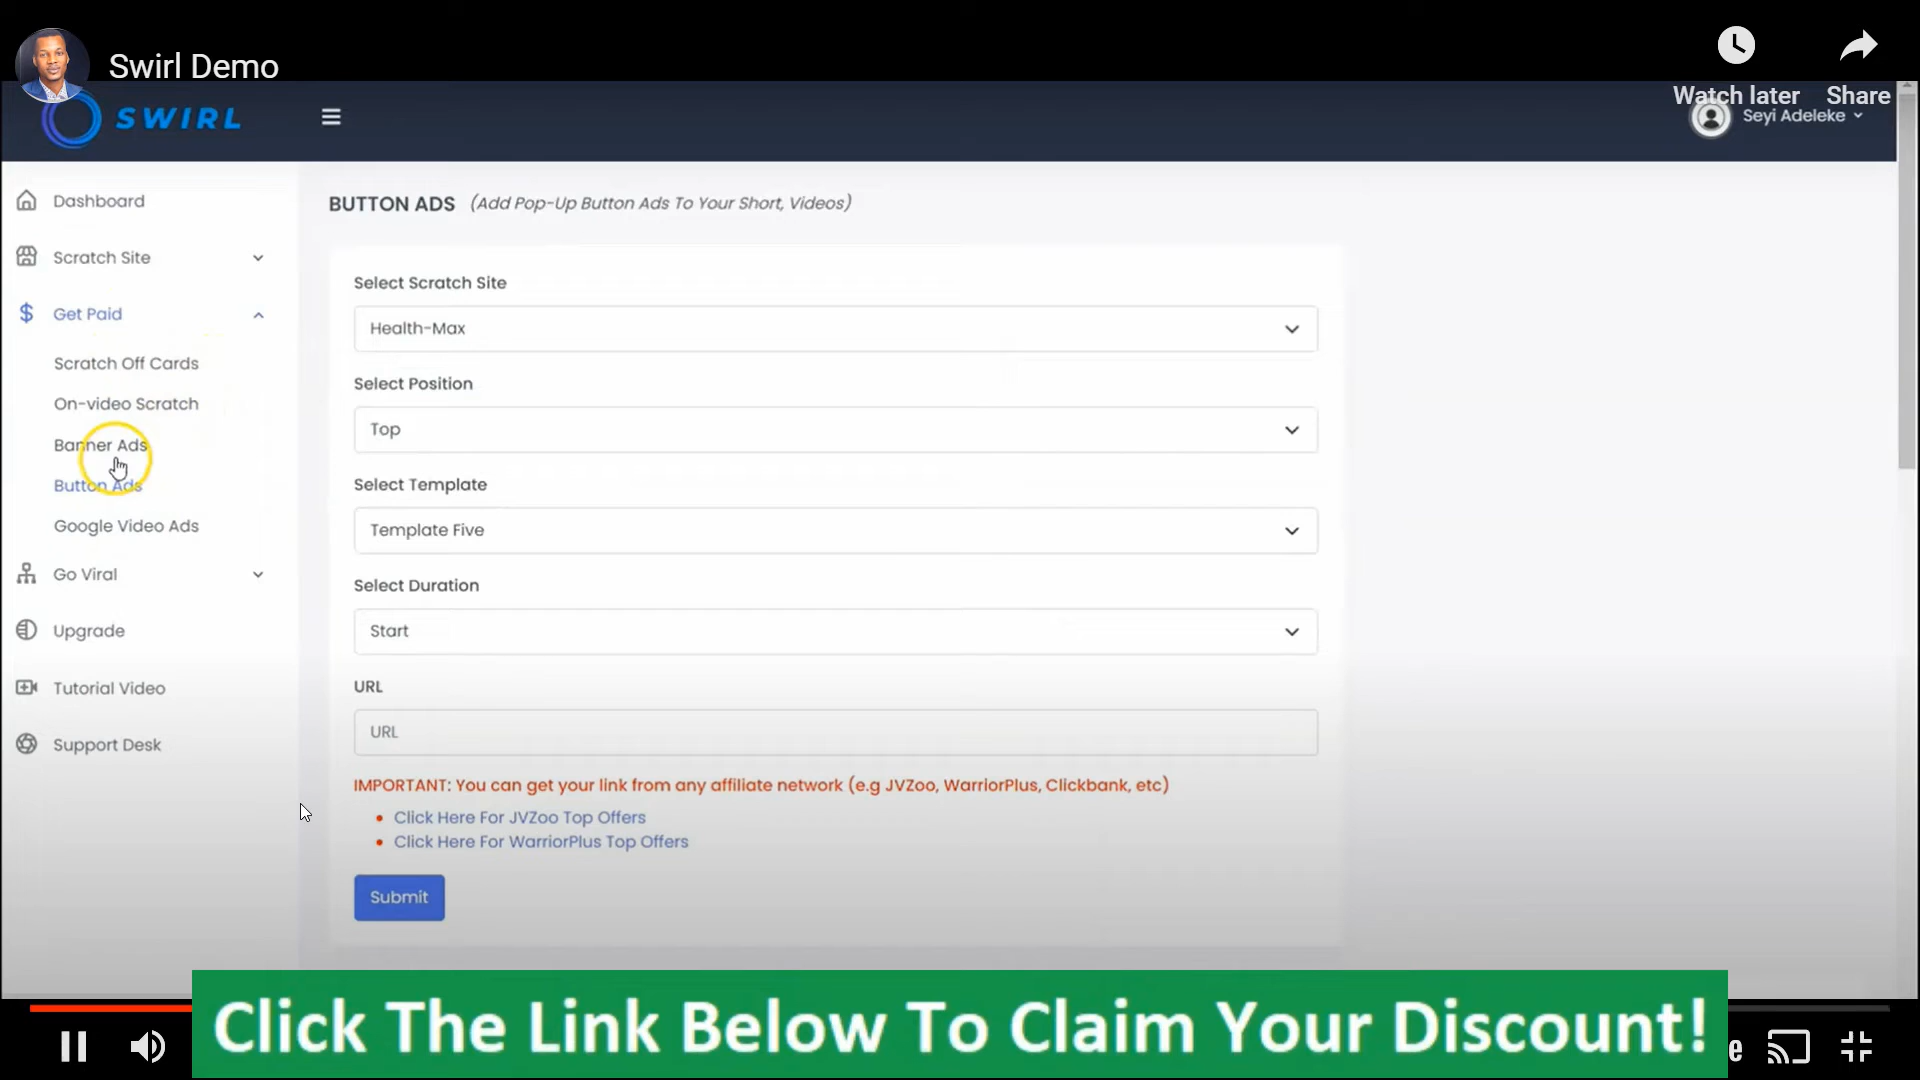 Swirl Demo
Watch later
Share
SWIRL
Seyi Adeleke
Dashboard
Scratch Site
Get Paid
Scratch Off Cards
On-video Scratch
Banner Ads
Button Ads
Google Video Ads
Go Viral
Upgrade
Tutorial Video
Support Desk
BUTTON ADS (Add Pop-Up Button Ads To Your Short, Videos)
Select Scratch Site
Health-Max
Select Position
Top
Select Template
Template Five
Select Duration
Start
URL
URL
IMPORTANT: You can get your link from any affiliate network (e.g JVZoo, WarriorPlus, Clickbank, etc)
Click Here For JVZoo Top Offers
Click Here For WarriorPlus Top Offers
Submit
Click The Link Below To Claim Your Discount!